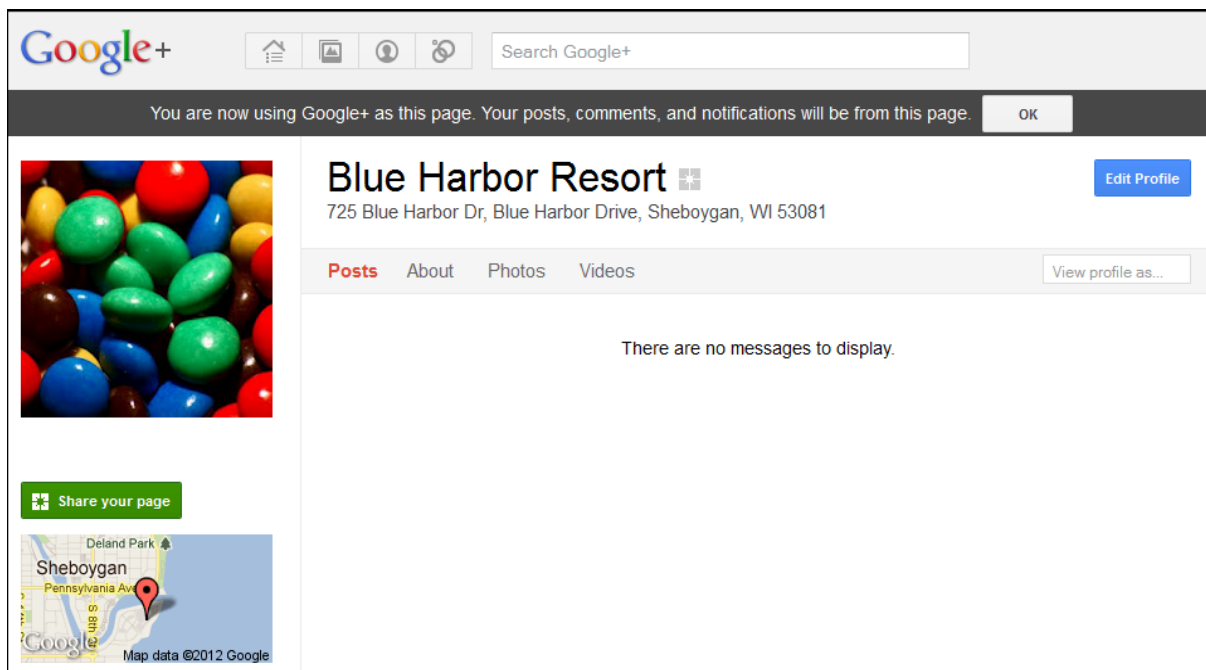 Google+
Search Google+
You are now using Google+ as this page. Your posts, comments, and notifications will be from this page. OK
Blue Harbor Resort
Edit Profile
725 Blue Harbor Dr, Blue Harbor Drive, Sheboygan, WI 53081
Posts About Photos Videos View profile as...
There are no messages to display.
Share your page
Deland Park
Sheboygan
Pennsylvania Ave
S 8th
Google
Map data ©2012 Google